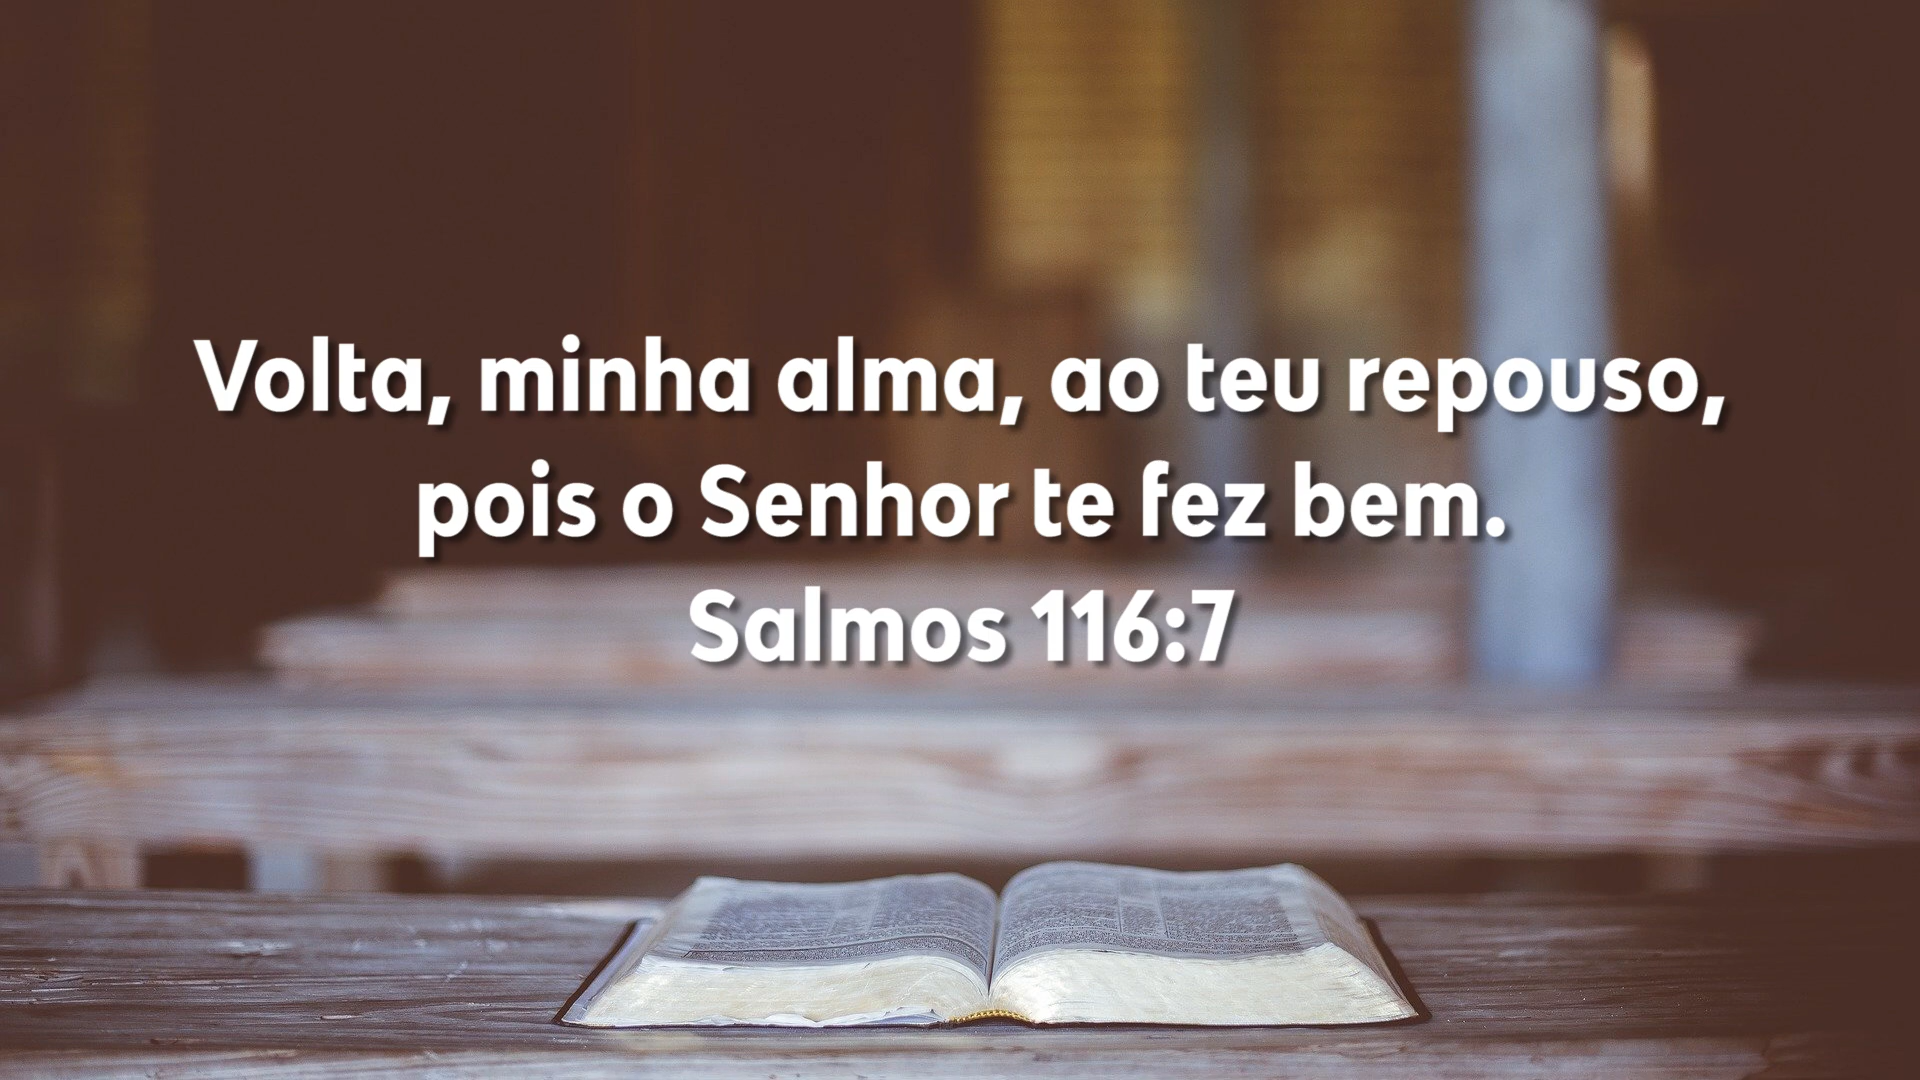 Volta, minha alma, ao teu repouso,
pois o Senhor te fez bem.
Salmos 116:7